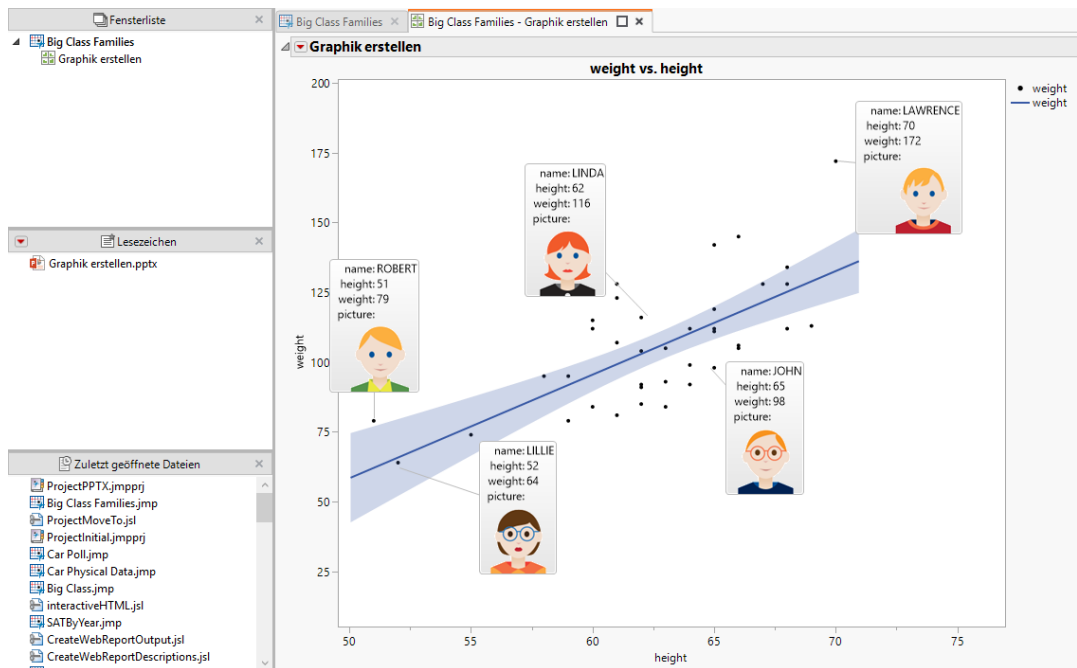 Fensterliste
Big Class Families
Graphik erstellen
Lesezeichen
Graphik erstellen.pptx
Zuletzt geöffnete Dateien
ProjectPPTX.jmpprj
Big Class Families.jmp
ProjectMoveTo.jsl
ProjectInitial.jmpprj
Car Poll.jmp
Car Physical Data.jmp
Big Class.jmp
interactiveHTML.jsl
SATByYear.jmp
CreateWebReportOutput.jsl
CreateWebReportDescriptions.jsl
Big Class Families
Big Class Families - Graphik erstellen
Graphik erstellen
weight vs. height
weight
weight
200
175
150
125
100
75
50
25
weight
name: LAWRENCE
height: 70
weight: 172
picture:
name: LINDA
height: 62
weight: 116
picture:
name: ROBERT
height: 51
weight: 79
picture:
name: JOHN
height: 65
weight: 98
picture:
name: LILLIE
height: 52
weight: 64
picture:
50 55 60 65 70 75
height